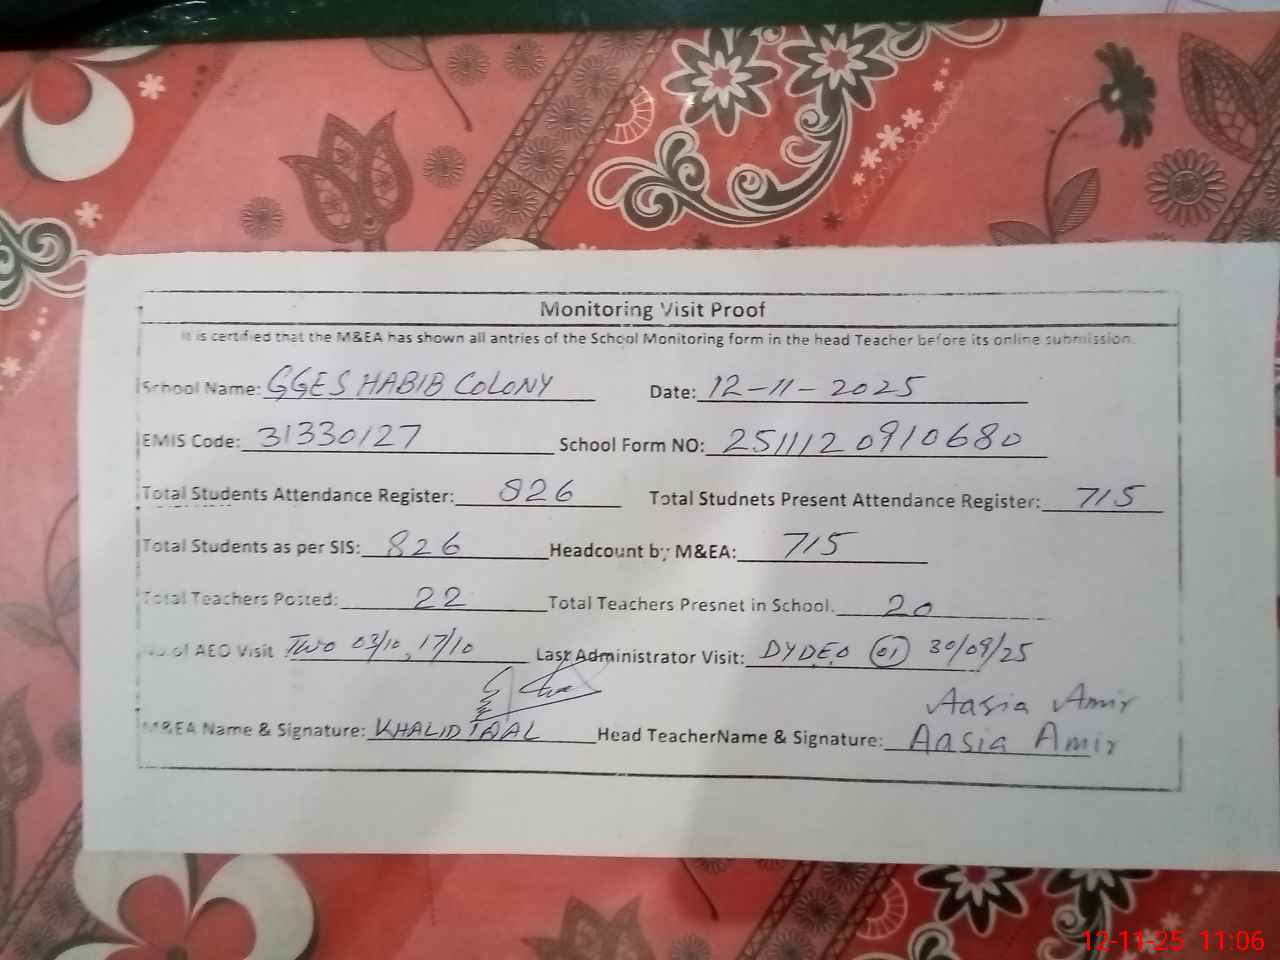 Monitoring Visit Proof
It is certified that the M&EA has shown all antries of the School Monitoring form in the head Teacher before its online submission.
School Name: GGES HABIB COLONY Date: 12-11-2025
EMIS Code: 31330127 School Form NO: 2511120910680
Total Students Attendance Register: 826 Total Studnets Present Attendance Register: 715
Total Students as per SIS: 826 Headcount by M&EA: 715
Total Teachers Posted: 22 Total Teachers Presnet in School. 20
of AEO Visit Two 03/10, 17/10 Last Administrator Visit: DYDEO 01 30/09/25
Aasia Amir
M&EA Name & Signature: KHALID Head TeacherName & Signature: Aasia Amir
12-11-25 11:06